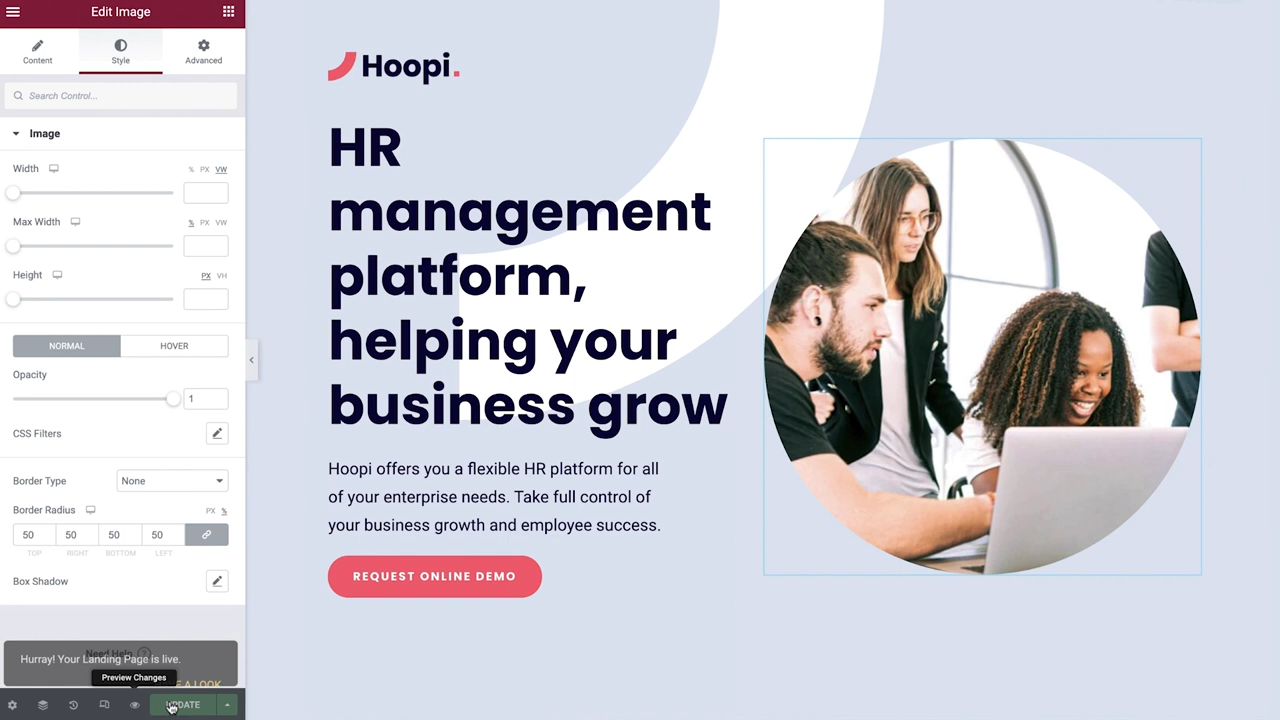 Edit Image
Content
Style
Advanced
Search Control...
Image
Width
% PX VW
Max Width
% PX VW
Height
PX VH
NORMAL
HOVER
Opacity
1
CSS Filters
Border Type
None
Border Radius
PX %
50 50 50 50
TOP RIGHT BOTTOM LEFT
Box Shadow
Need Help ?
Hurray! Your Landing Page is live.
Preview Changes
E A LOOK
UPDATE
Hoopi.
HR
management
platform,
helping your
business grow
Hoopi offers you a flexible HR platform for all
of your enterprise needs. Take full control of
your business growth and employee success.
REQUEST ONLINE DEMO